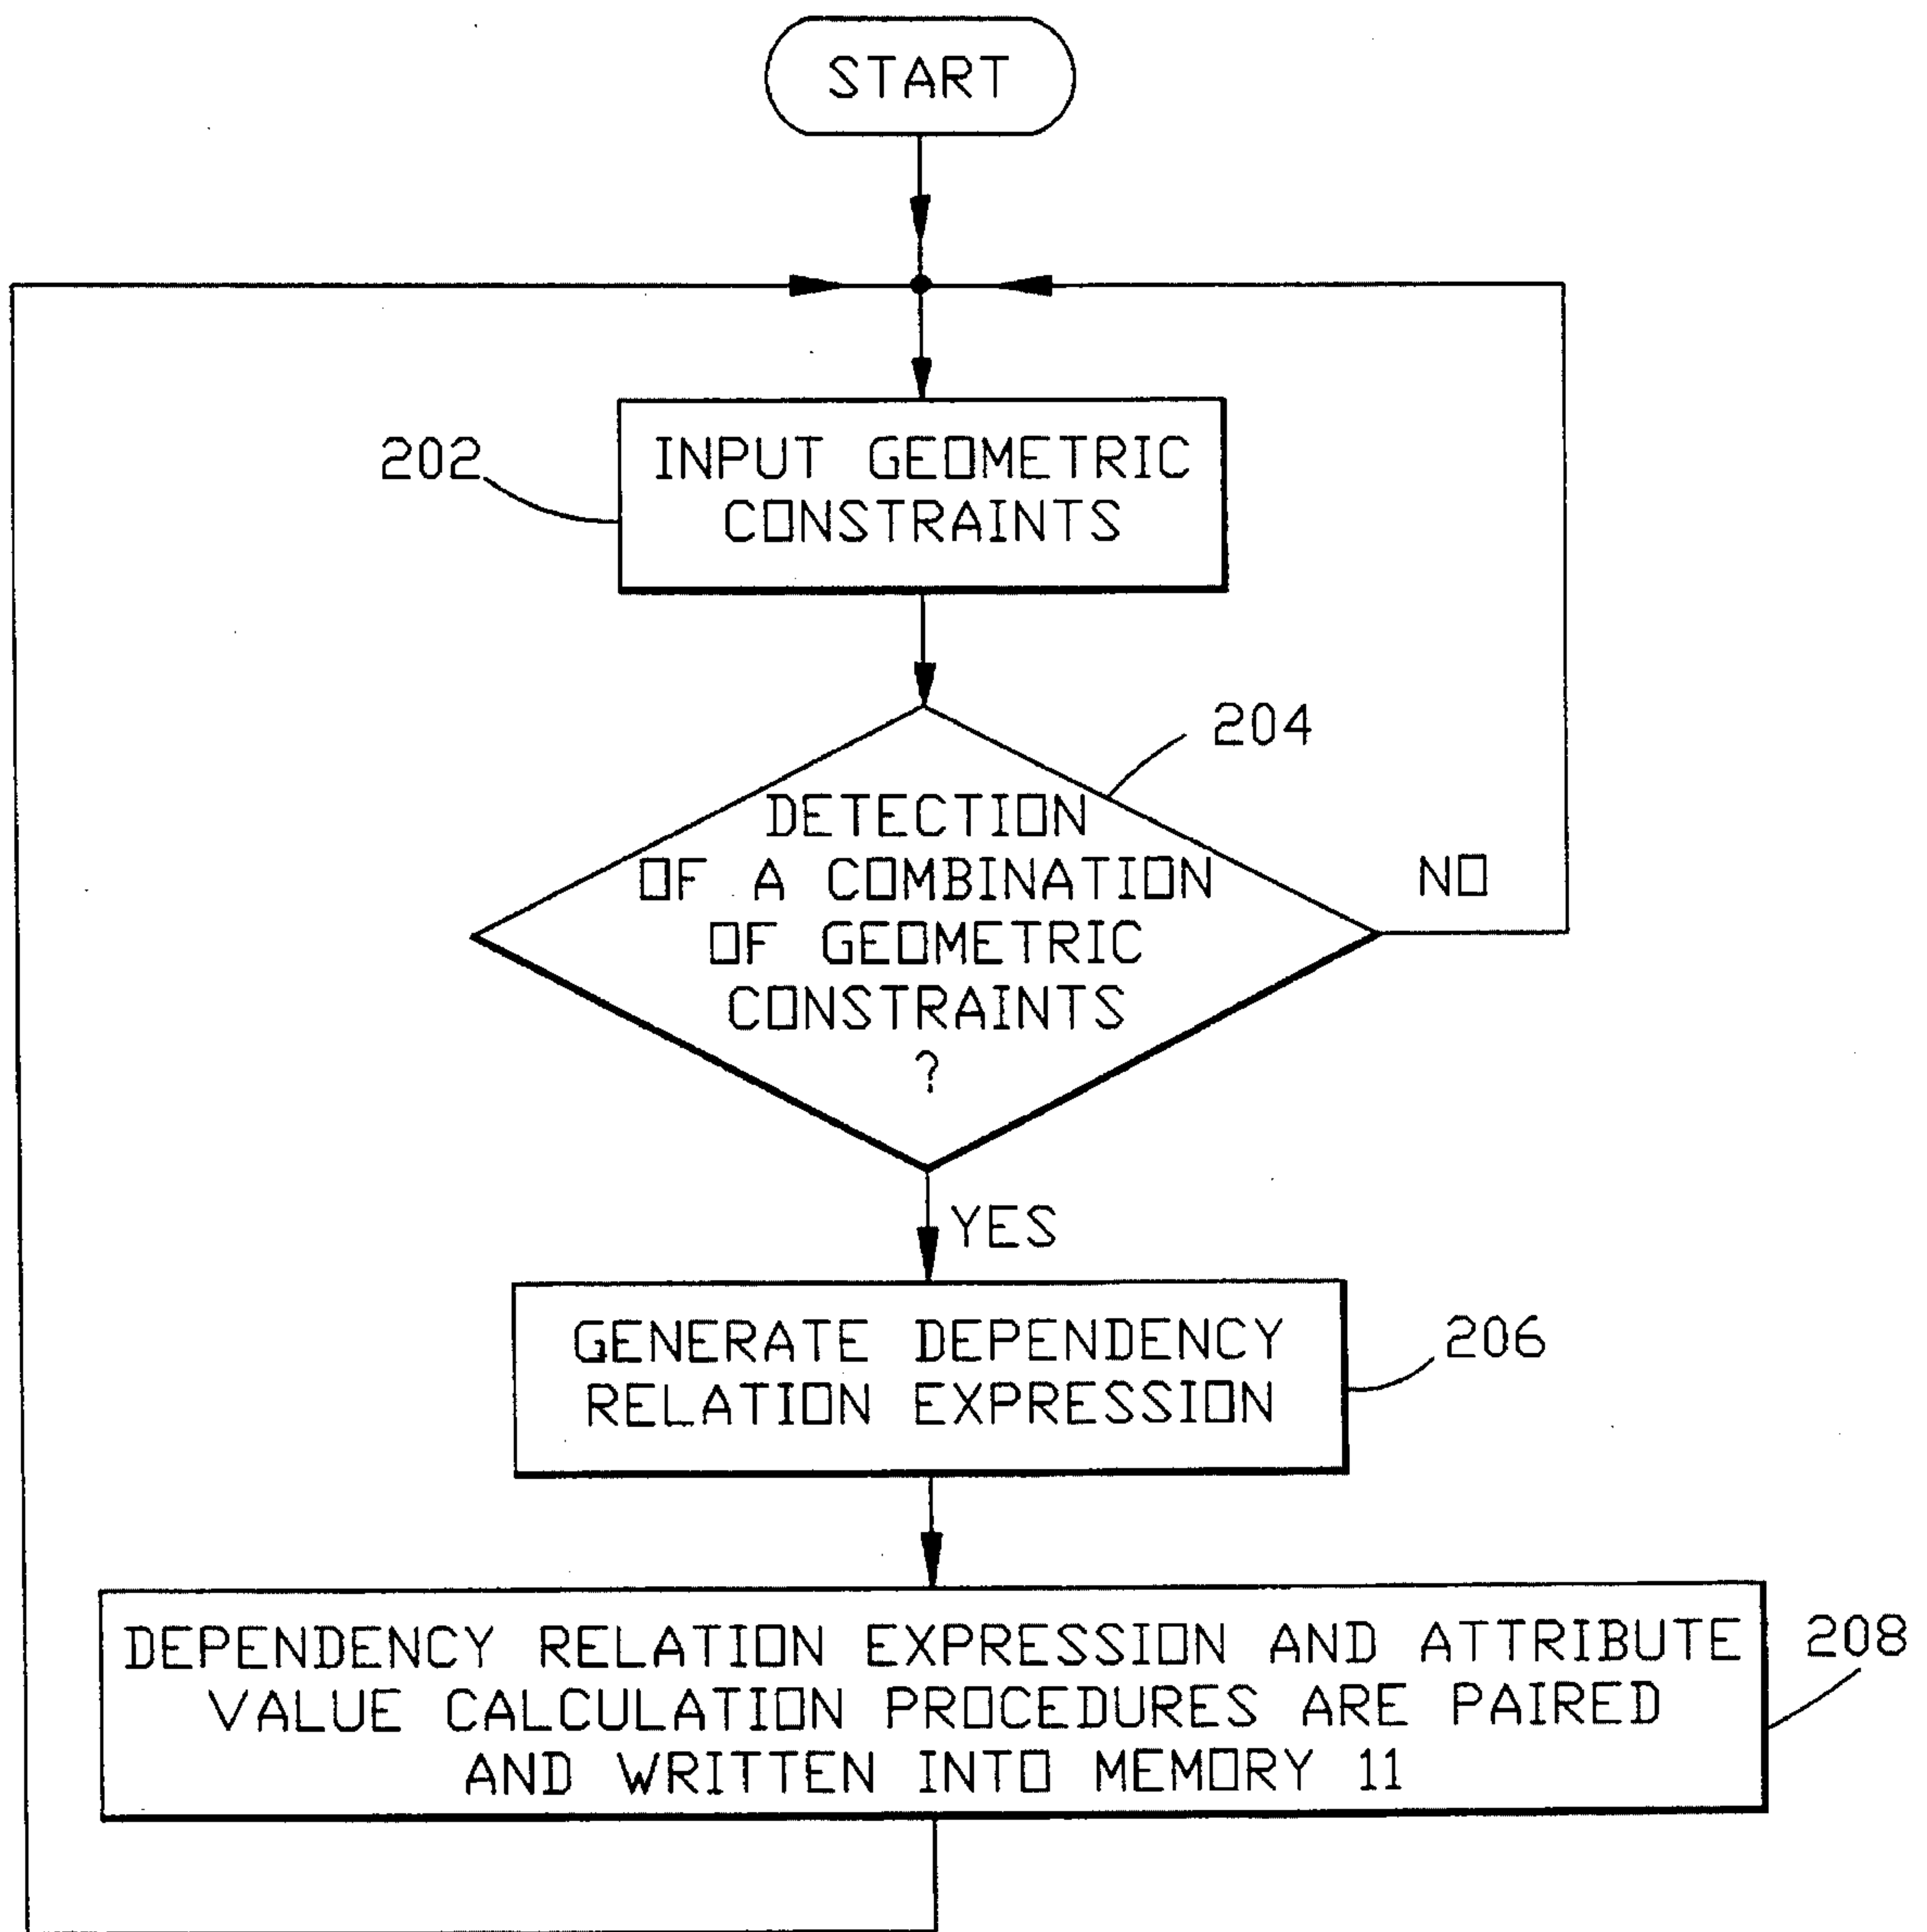 START
202
INPUT GEOMETRIC
CONSTRAINTS
204
DETECTION
OF A COMBINATION
OF GEOMETRIC
CONSTRAINTS
?
NO
YES
GENERATE DEPENDENCY
RELATION EXPRESSION
206
DEPENDENCY RELATION EXPRESSION AND ATTRIBUTE
VALUE CALCULATION PROCEDURES ARE PAIRED
AND WRITTEN INTO MEMORY 11
208